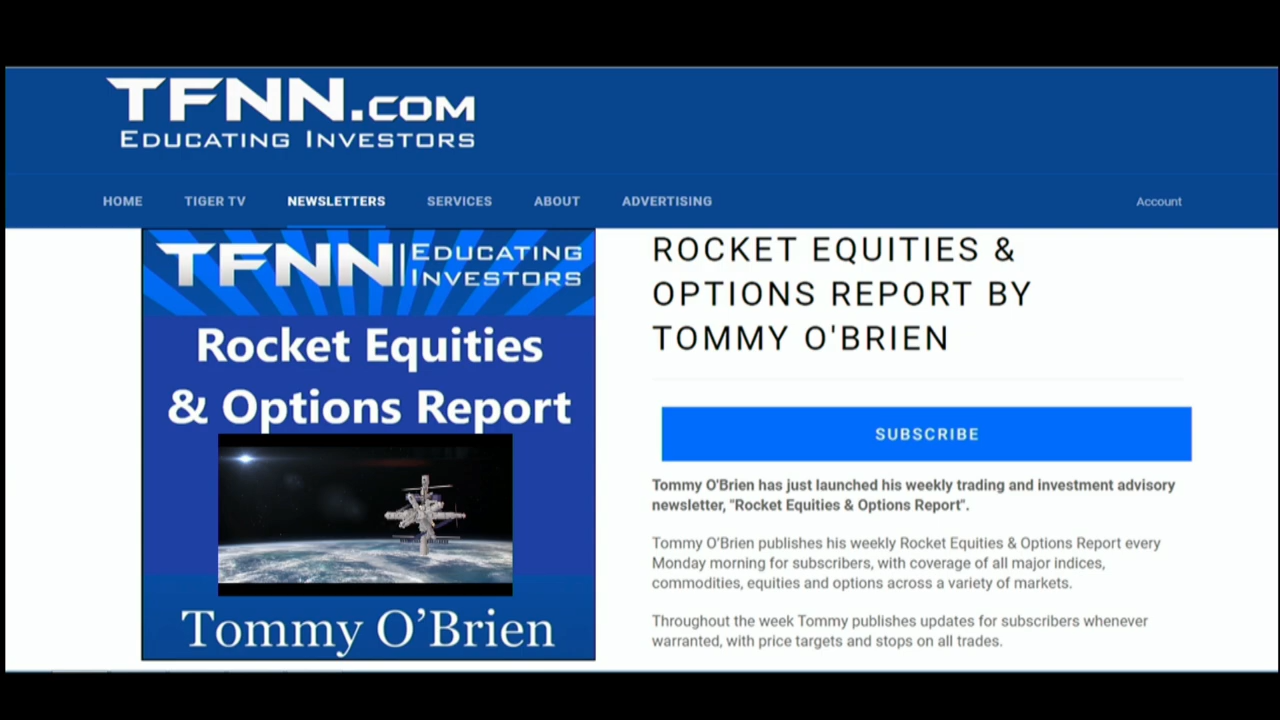 TFNN.COM
EDUCATING INVESTORS
HOME TIGER TV NEWSLETTERS SERVICES ABOUT ADVERTISING Account
TFNN | EDUCATING
INVESTORS
Rocket Equities
& Options Report
Tommy O’Brien
ROCKET EQUITIES &
OPTIONS REPORT BY
TOMMY O'BRIEN
SUBSCRIBE
Tommy O'Brien has just launched his weekly trading and investment advisory
newsletter, "Rocket Equities & Options Report".
Tommy O'Brien publishes his weekly Rocket Equities & Options Report every
Monday morning for subscribers, with coverage of all major indices,
commodities, equities and options across a variety of markets.
Throughout the week Tommy publishes updates for subscribers whenever
warranted, with price targets and stops on all trades.